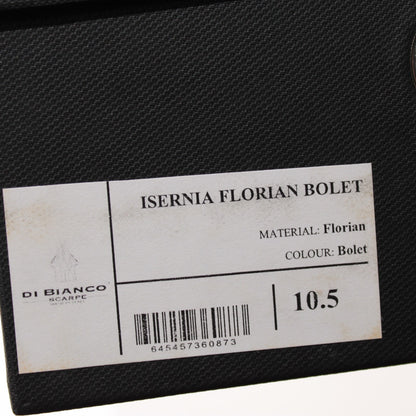 ISERNIA FLORIAN BOLET
MATERIAL: Florian
COLOUR: Bolet
DI BIANCO
SCARPE
10.5
645457360873